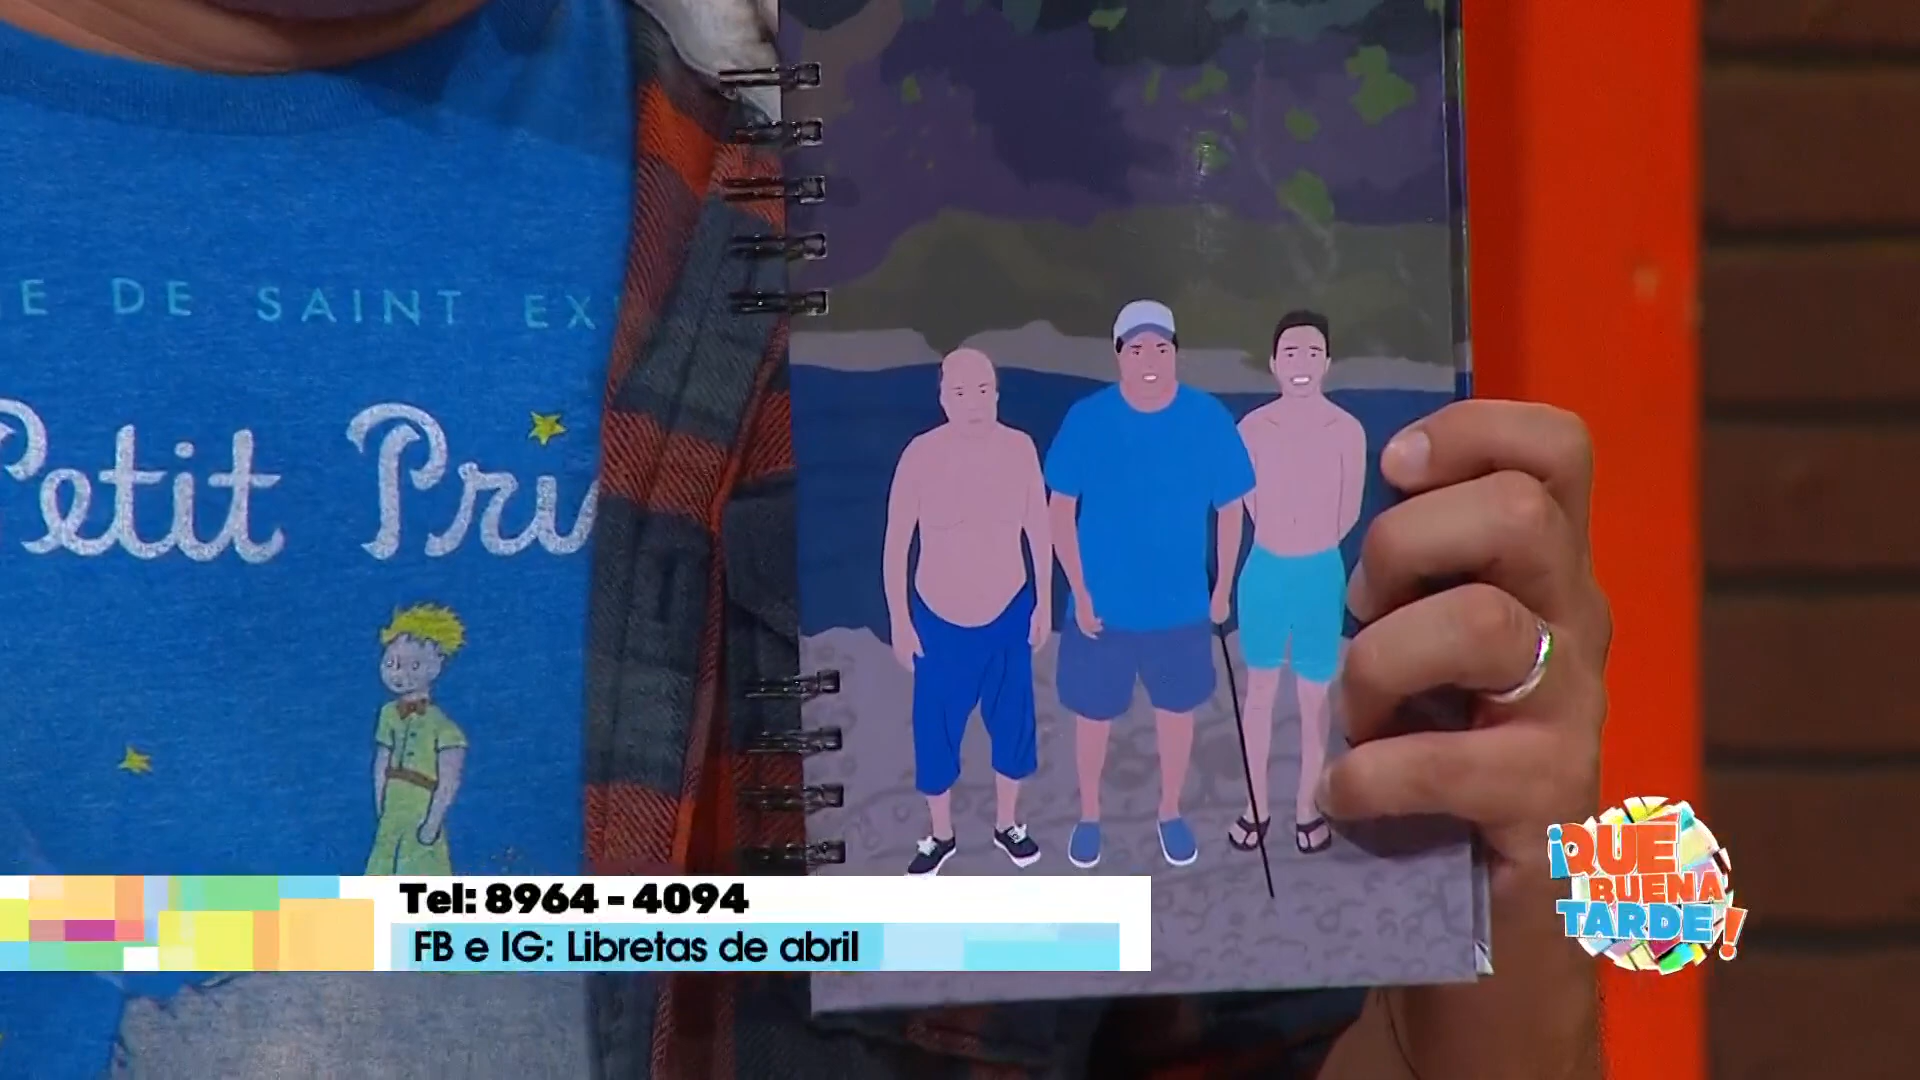 E DE SAINT EX
Petit Pri
Tel: 8964 - 4094
FB e IG: Libretas de abril
¡QUE
BUENA
TARDE!